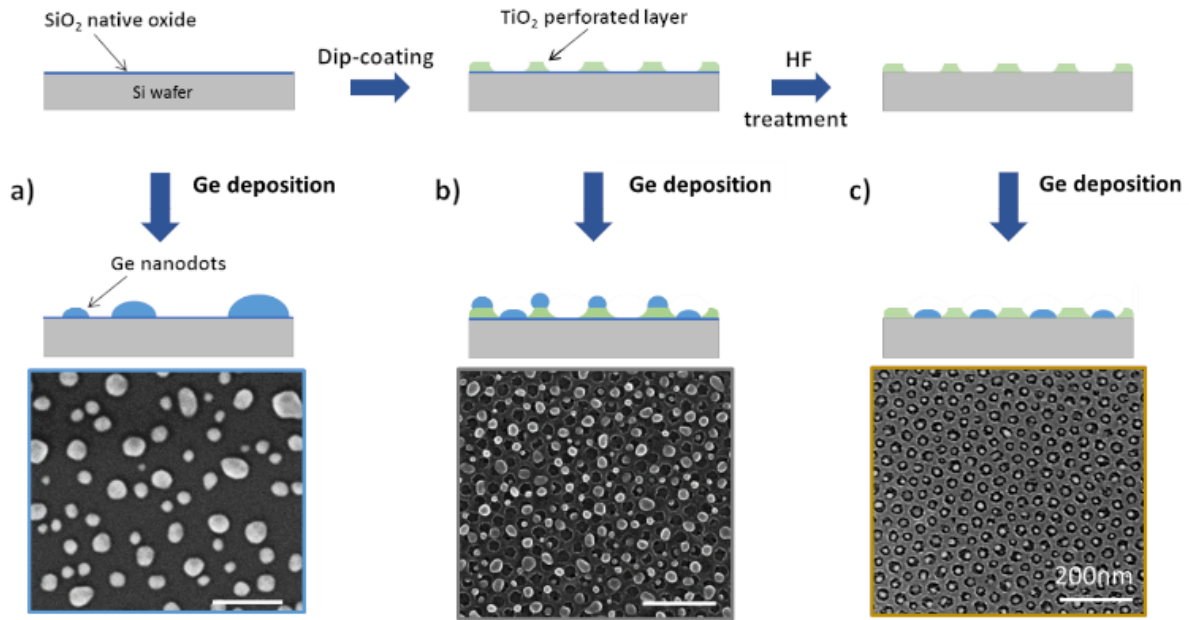 SiO₂ native oxide
Si wafer
Dip-coating
TiO₂ perforated layer
HF
treatment
a)
Ge deposition
b)
Ge deposition
c)
Ge deposition
Ge nanodots
200nm